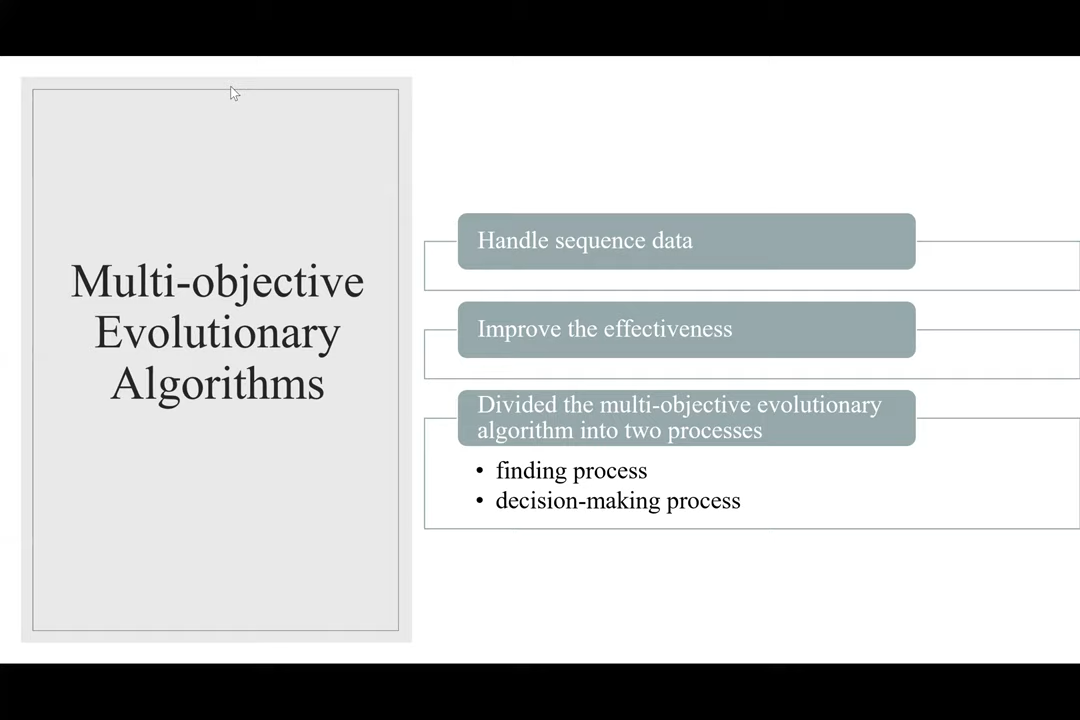 Multi-objective
Evolutionary
Algorithms
Handle sequence data
Improve the effectiveness
Divided the multi-objective evolutionary
algorithm into two processes
• finding process
• decision-making process